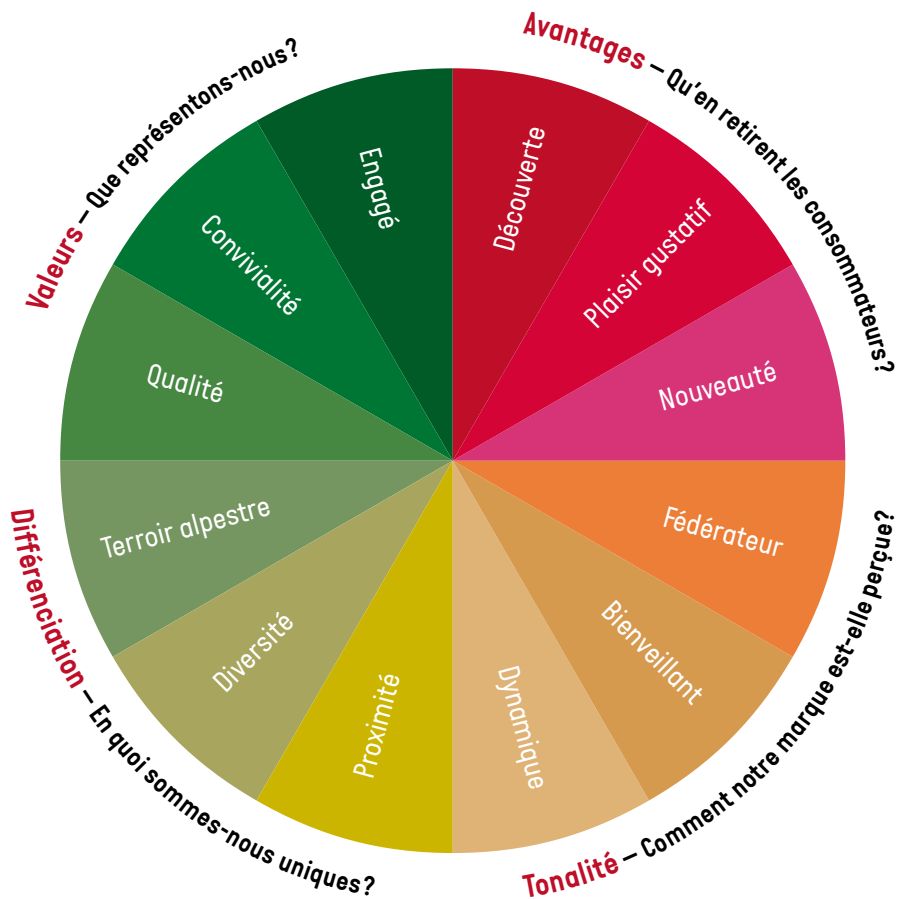 Valeurs – Que représentons-nous?
Engagé
Convivialité
Qualité
Avantages – Qu'en retirent les consommateurs?
Découverte
Plaisir gustatif
Nouveauté
Différenciation – En quoi sommes-nous uniques?
Terroir alpestre
Diversité
Proximité
Tonalité – Comment notre marque est-elle perçue?
Fédérateur
Bienveillant
Dynamique